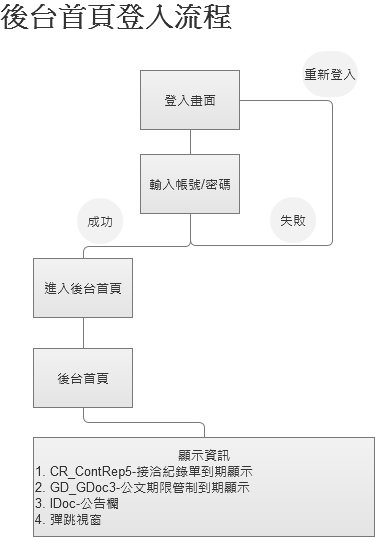 後台首頁登入流程
重新登入
登入畫面
輸入帳號/密碼
成功
失敗
進入後台首頁
後台首頁
顯示資訊
1. CR_ContRep5-接洽紀錄單到期顯示
2. GD_GDoc3-公文期限管制到期顯示
3. IDoc-公告欄
4. 彈跳視窗